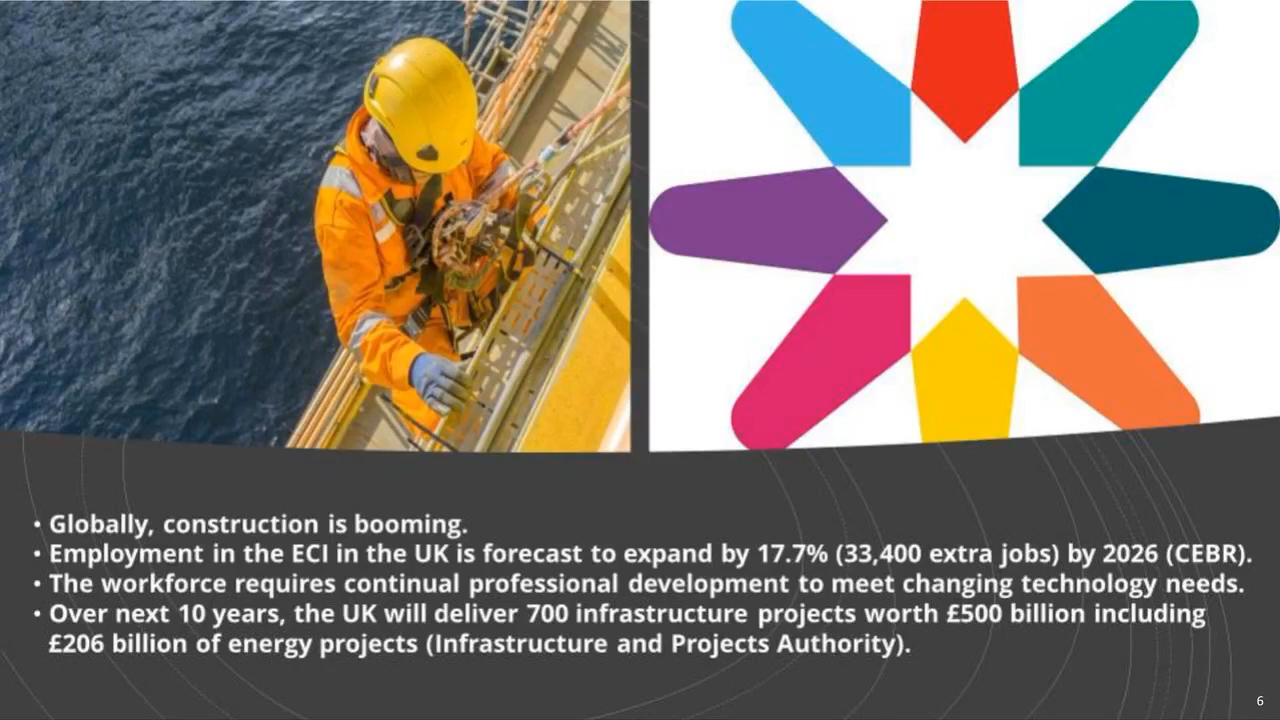 • Globally, construction is booming.
• Employment in the ECI in the UK is forecast to expand by 17.7% (33,400 extra jobs) by 2026 (CEBR).
• The workforce requires continual professional development to meet changing technology needs.
• Over next 10 years, the UK will deliver 700 infrastructure projects worth £500 billion including
£206 billion of energy projects (Infrastructure and Projects Authority).
6